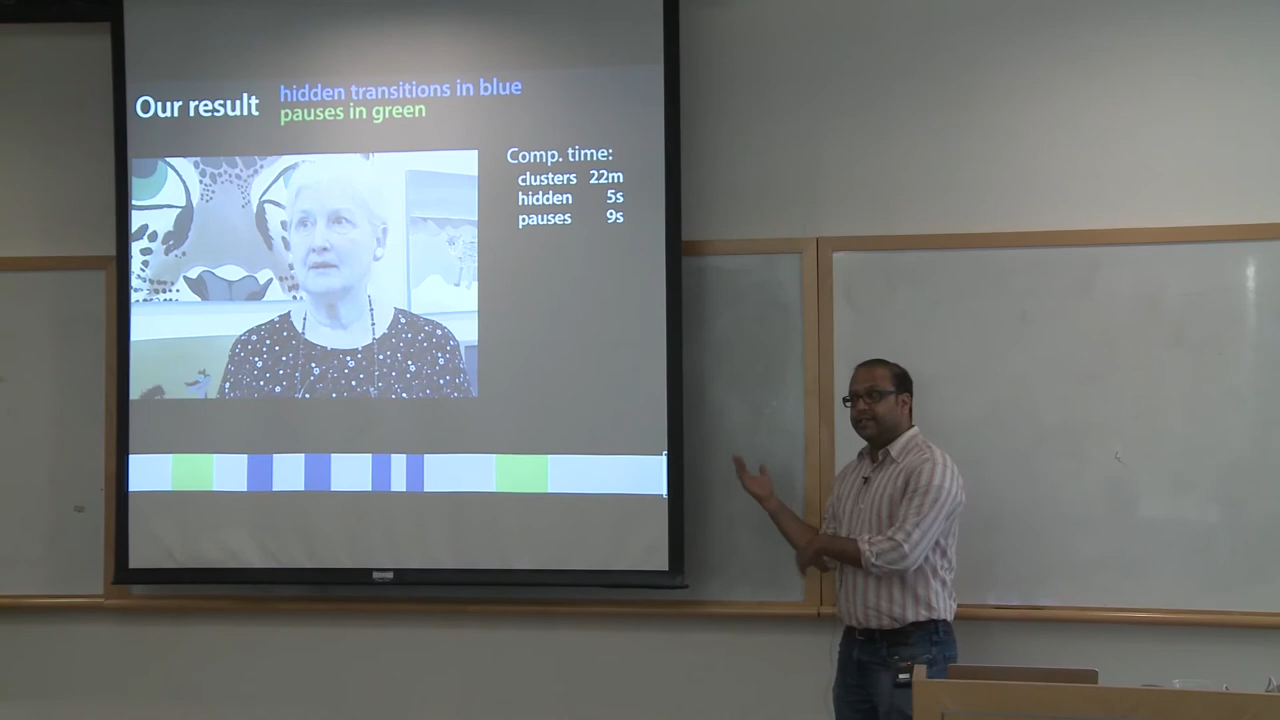 Our result
hidden transitions in blue
pauses in green
Comp. time:
clusters 22m
hidden 5s
pauses 9s